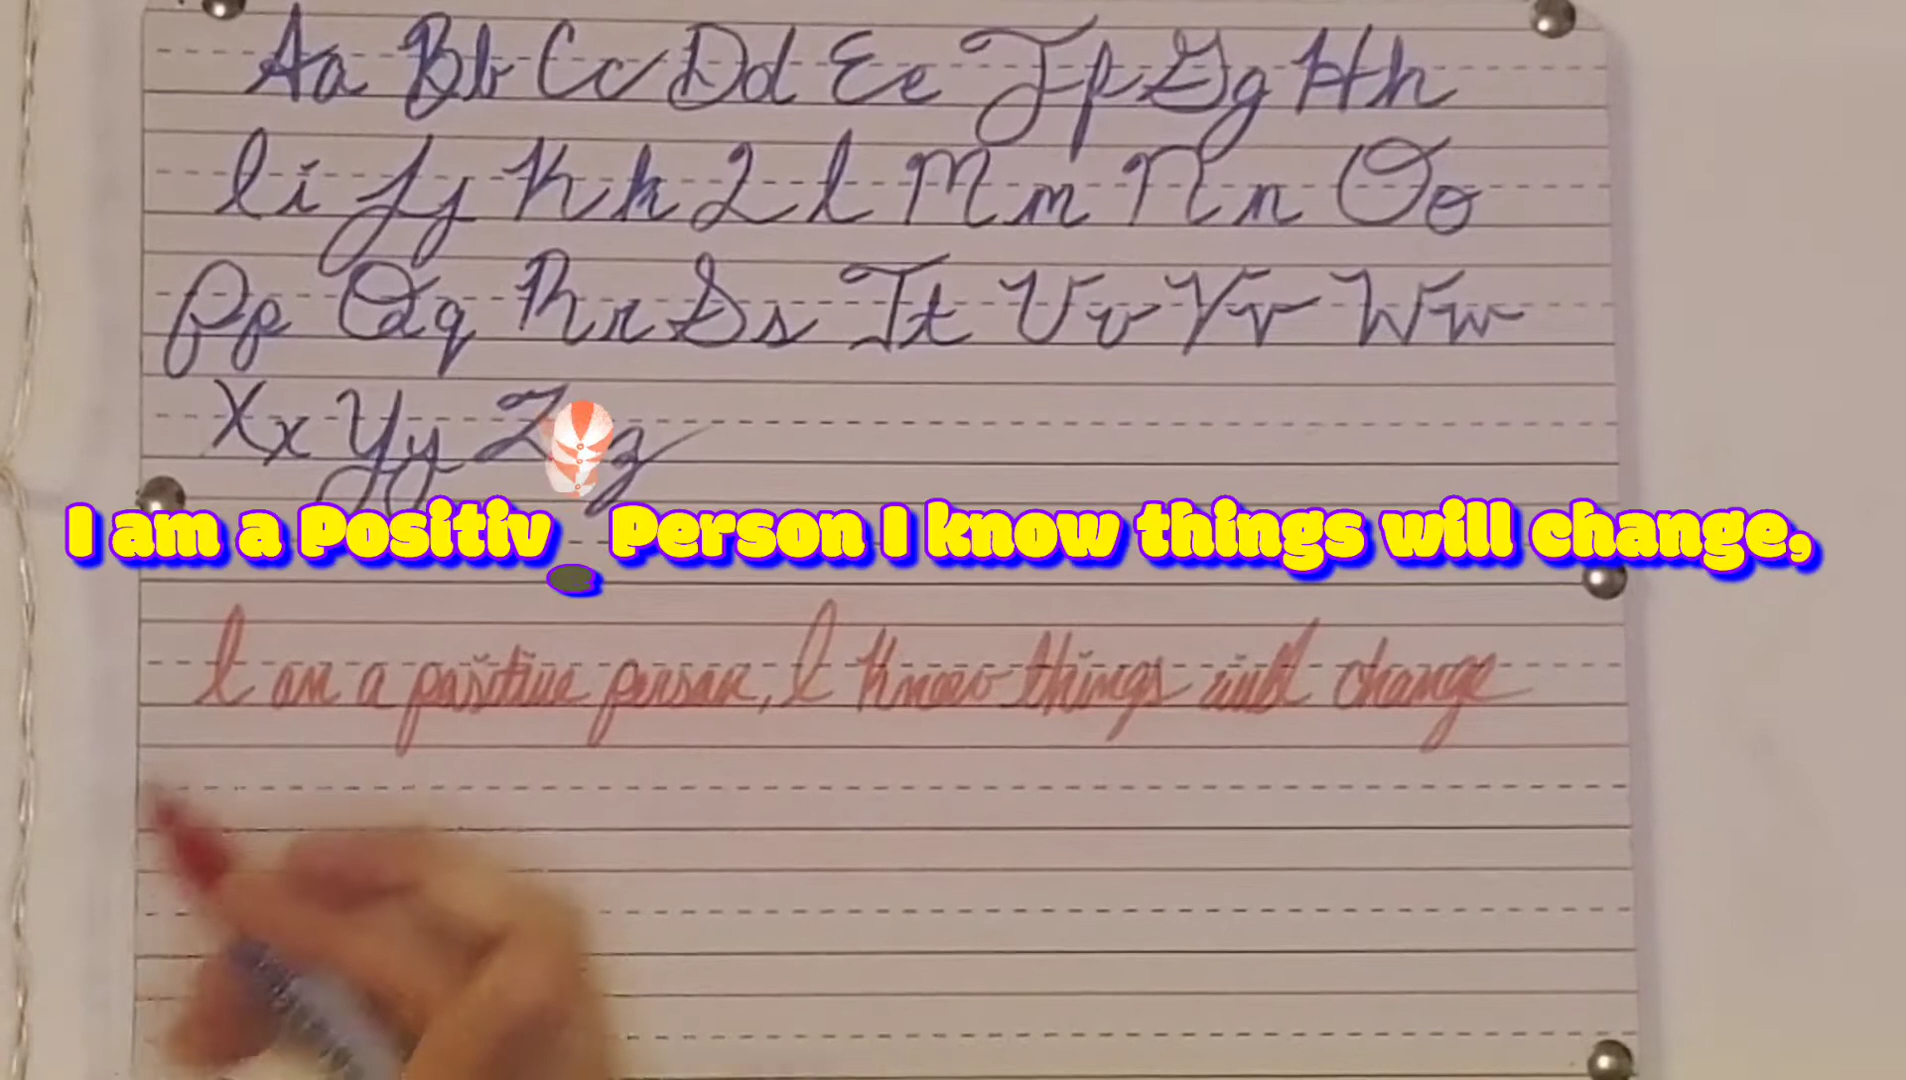 Aa Bb Cc Dd Ee Ff Gg Hh
Ii Jj Kk Ll Mm Nn Oo
Pp Qq Rr Ss Tt Uu Vv Ww
Xx Yy Zz
I am a Positiv Person I know things will change,
I am a positive person, I know things will change